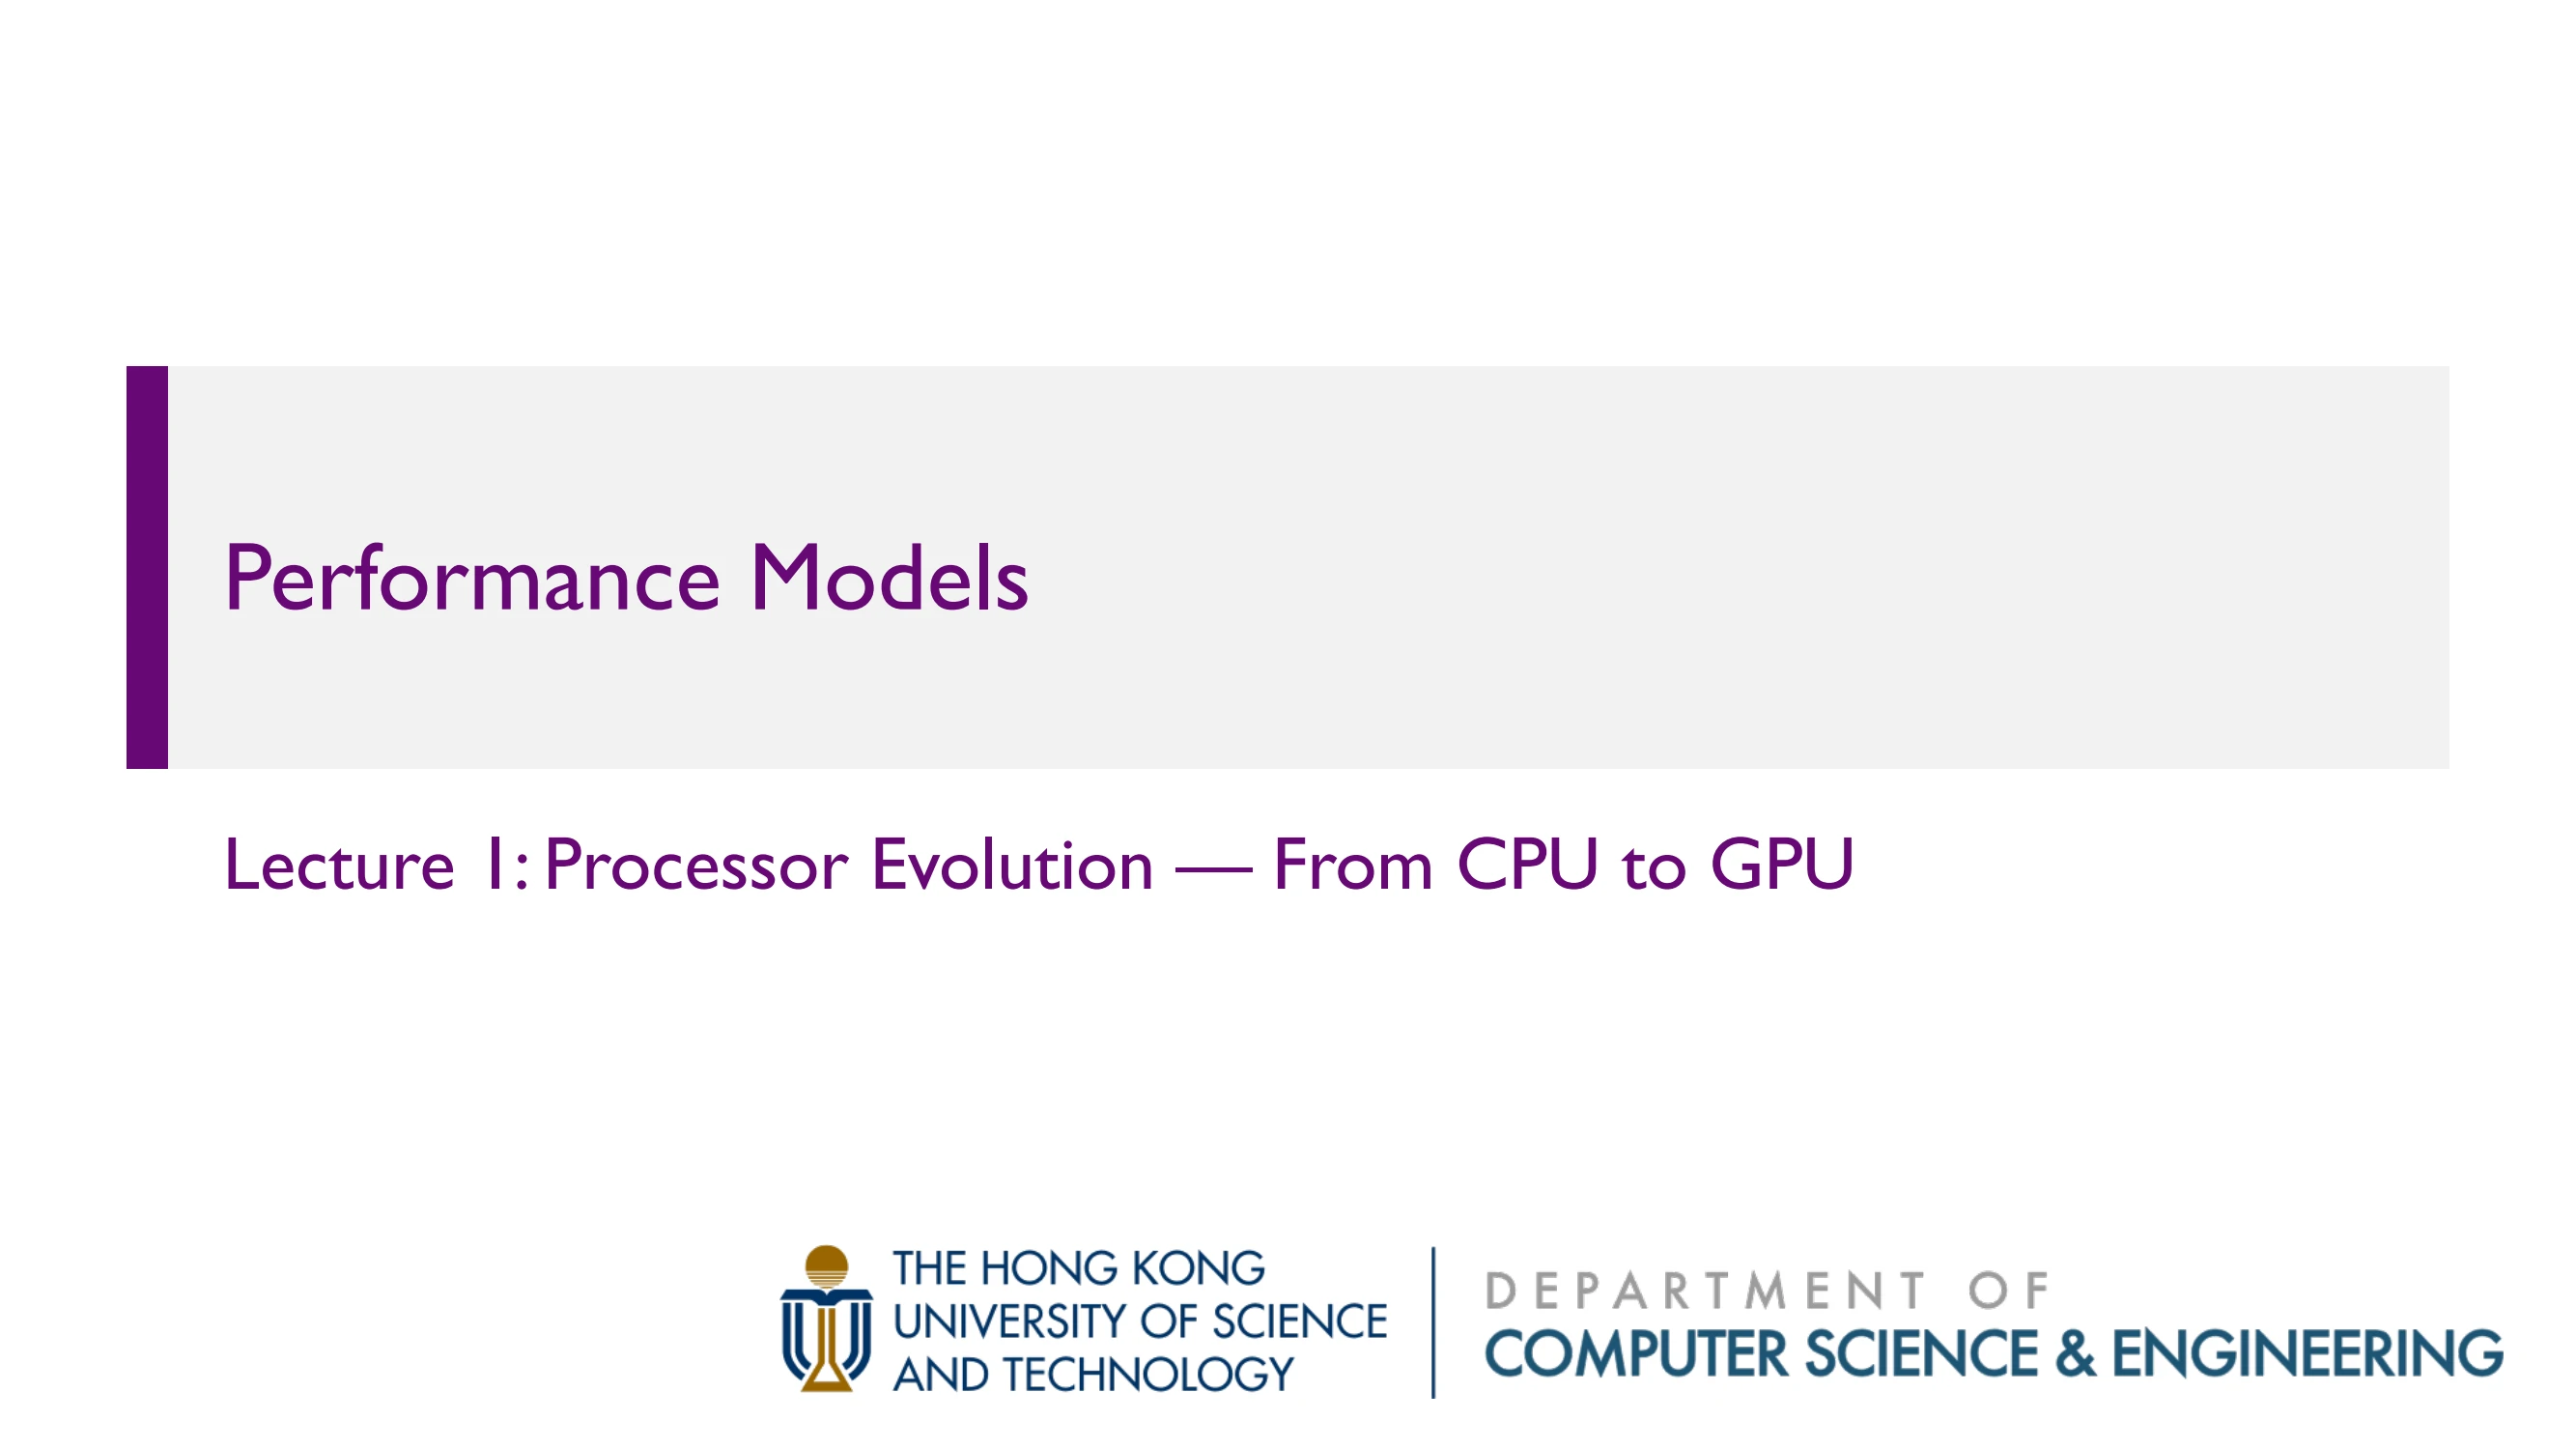 Performance Models
Lecture 1: Processor Evolution — From CPU to GPU
THE HONG KONG
UNIVERSITY OF SCIENCE
AND TECHNOLOGY
DEPARTMENT OF
COMPUTER SCIENCE & ENGINEERING